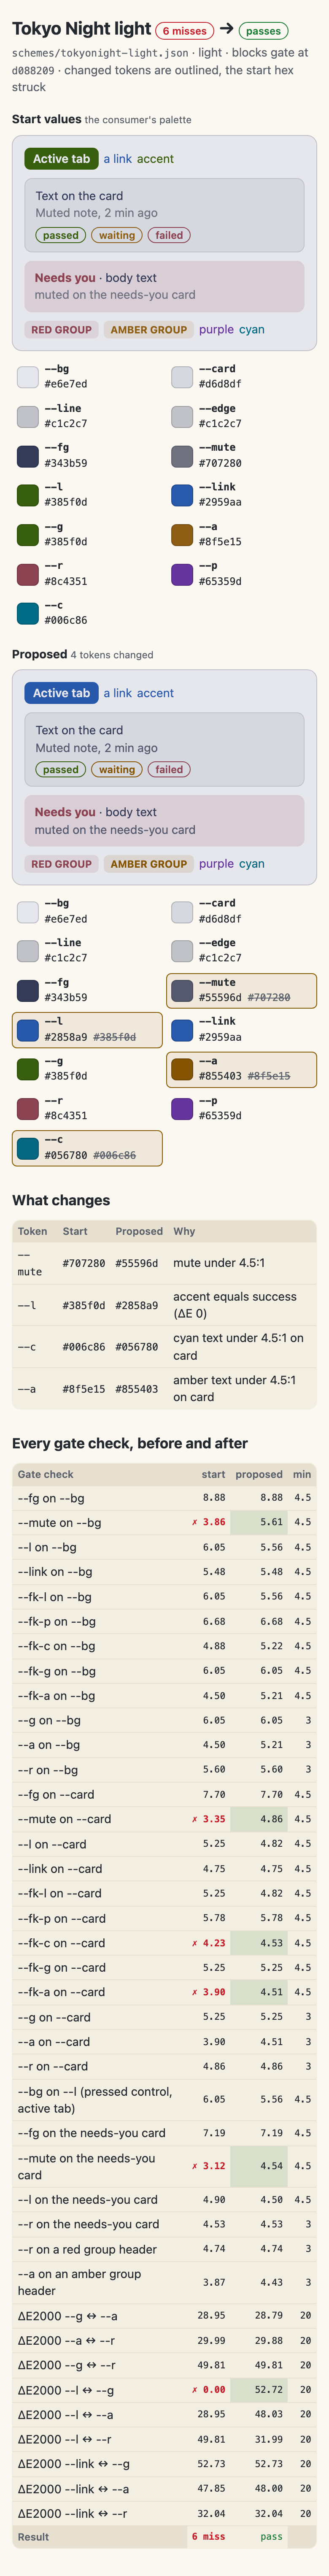 Tokyo Night light 6 misses → passes
schemes/tokyonight-light.json · light · blocks gate at
d088209 · changed tokens are outlined, the start hex
struck
Start values the consumer's palette
Active tab a link accent
Text on the card
Muted note, 2 min ago
passed waiting failed
Needs you · body text
muted on the needs-you card
RED GROUP AMBER GROUP purple cyan
--bg
#e6e7ed
--card
#d6d8df
--line
#c1c2c7
--edge
#c1c2c7
--fg
#343b59
--mute
#707280
--l
#385f0d
--link
#2959aa
--g
#385f0d
--a
#8f5e15
--r
#8c4351
--p
#65359d
--c
#006c86
Proposed 4 tokens changed
Active tab a link accent
Text on the card
Muted note, 2 min ago
passed waiting failed
Needs you · body text
muted on the needs-you card
RED GROUP AMBER GROUP purple cyan
--bg
#e6e7ed
--card
#d6d8df
--line
#c1c2c7
--edge
#c1c2c7
--fg
#343b59
--mute
#55596d #707280
--l
#2858a9 #385f0d
--link
#2959aa
--g
#385f0d
--a
#855403 #8f5e15
--r
#8c4351
--p
#65359d
--c
#056780 #006c86
What changes
Token Start Proposed Why
--
mute #707280 #55596d mute under 4.5:1
--l #385f0d #2858a9 accent equals success
(ΔE 0)
--c #006c86 #056780 cyan text under 4.5:1 on
card
--a #8f5e15 #855403 amber text under 4.5:1
on card
Every gate check, before and after
Gate check start proposed min
--fg on --bg 8.88 8.88 4.5
--mute on --bg ✗ 3.86 5.61 4.5
--l on --bg 6.05 5.56 4.5
--link on --bg 5.48 5.48 4.5
--fk-l on --bg 6.05 5.56 4.5
--fk-p on --bg 6.68 6.68 4.5
--fk-c on --bg 4.88 5.22 4.5
--fk-g on --bg 6.05 6.05 4.5
--fk-a on --bg 4.50 5.21 4.5
--g on --bg 6.05 6.05 3
--a on --bg 4.50 5.21 3
--r on --bg 5.60 5.60 3
--fg on --card 7.70 7.70 4.5
--mute on --card ✗ 3.35 4.86 4.5
--l on --card 5.25 4.82 4.5
--link on --card 4.75 4.75 4.5
--fk-l on --card 5.25 4.82 4.5
--fk-p on --card 5.78 5.78 4.5
--fk-c on --card ✗ 4.23 4.53 4.5
--fk-g on --card 5.25 5.25 4.5
--fk-a on --card ✗ 3.90 4.51 4.5
--g on --card 5.25 5.25 3
--a on --card 3.90 4.51 3
--r on --card 4.86 4.86 3
--bg on --l (pressed control,
active tab) 6.05 5.56 4.5
--fg on the needs-you card 7.19 7.19 4.5
--mute on the needs-you
card ✗ 3.12 4.54 4.5
--l on the needs-you card 4.90 4.50 4.5
--r on the needs-you card 4.53 4.53 3
--r on a red group header 4.74 4.74 3
--a on an amber group
header 3.87 4.43 3
ΔE2000 --g ↔ --a 28.95 28.79 20
ΔE2000 --a ↔ --r 29.99 29.88 20
ΔE2000 --g ↔ --r 49.81 49.81 20
ΔE2000 --l ↔ --g ✗ 0.00 52.72 20
ΔE2000 --l ↔ --a 28.95 48.03 20
ΔE2000 --l ↔ --r 49.81 31.99 20
ΔE2000 --link ↔ --g 52.73 52.73 20
ΔE2000 --link ↔ --a 47.85 48.00 20
ΔE2000 --link ↔ --r 32.04 32.04 20
Result 6 miss pass